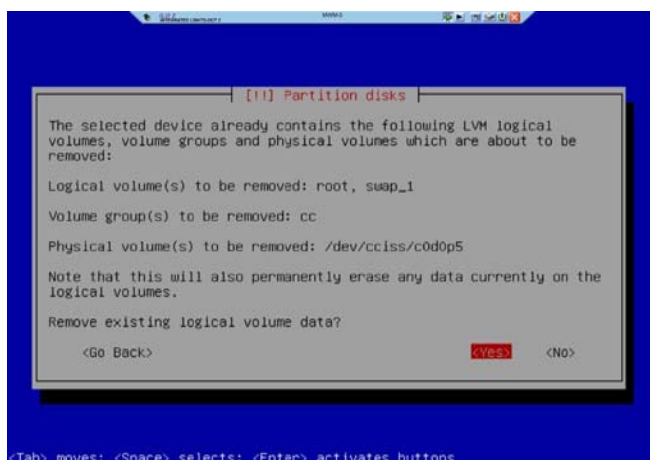 [!!] Partition disks
The selected device already contains the following LVM logical
volumes, volume groups and physical volumes which are about to be
removed:
Logical volume(s) to be removed: root, swap_1
Volume group(s) to be removed: cc
Physical volume(s) to be removed: /dev/cciss/c0d0p5
Note that this will also permanently erase any data currently on the
logical volumes.
Remove existing logical volume data?
<Go Back> <Yes> <No>
<Tab> moves; <Space> selects; <Enter> activates buttons